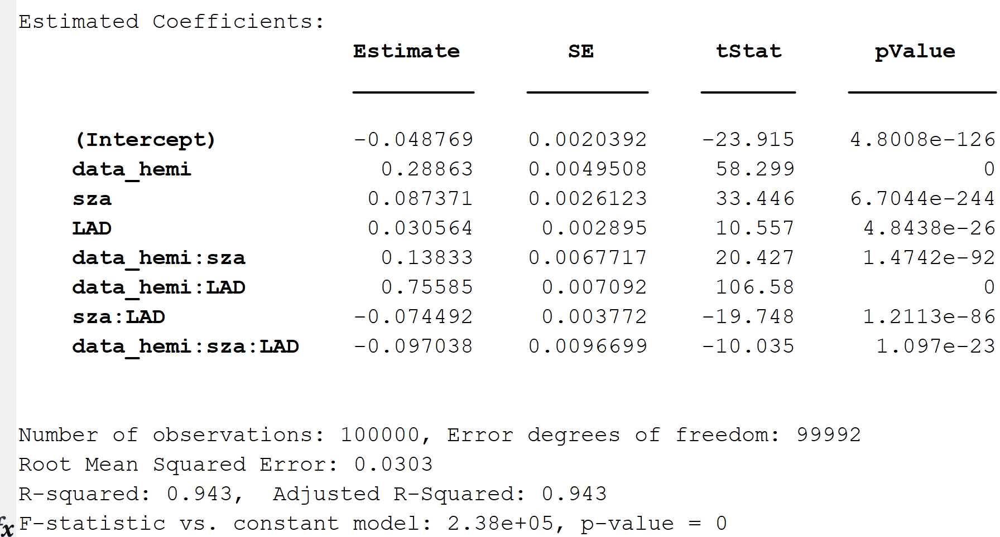 Estimated Coefficients:
Estimate SE tStat pValue
(Intercept) -0.048769 0.0020392 -23.915 4.8008e-126
data_hemi 0.28863 0.0049508 58.299 0
sza 0.087371 0.0026123 33.446 6.7044e-244
LAD 0.030564 0.002895 10.557 4.8438e-26
data_hemi:sza 0.13833 0.0067717 20.427 1.4742e-92
data_hemi:LAD 0.75585 0.007092 106.58 0
sza:LAD -0.074492 0.003772 -19.748 1.2113e-86
data_hemi:sza:LAD -0.097038 0.0096699 -10.035 1.097e-23
Number of observations: 100000, Error degrees of freedom: 99992
Root Mean Squared Error: 0.0303
R-squared: 0.943, Adjusted R-Squared: 0.943
fx F-statistic vs. constant model: 2.38e+05, p-value = 0